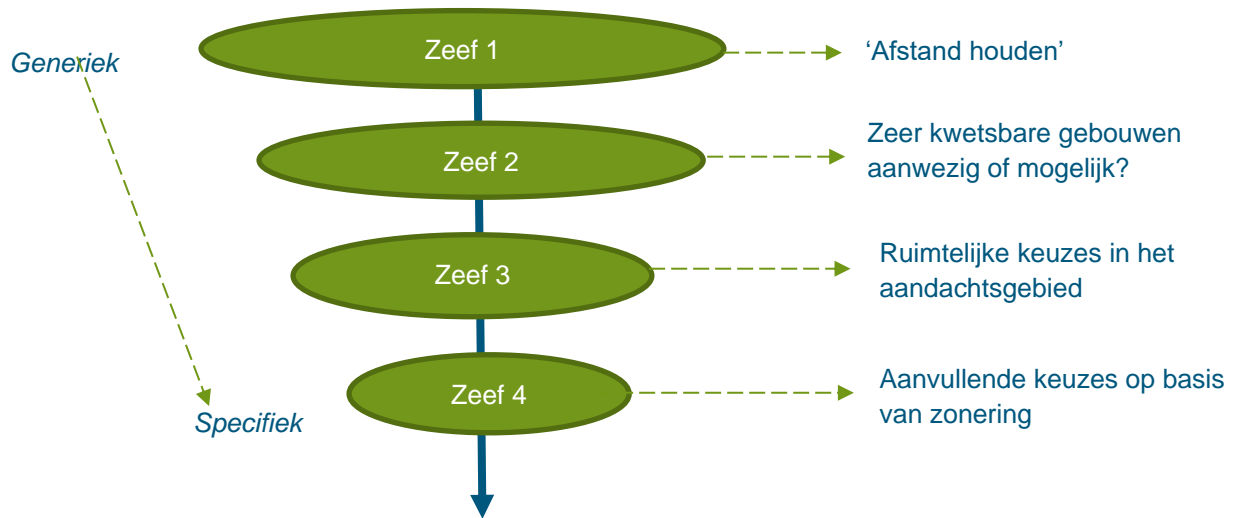 Generiek
Zeef 1
‘Afstand houden’
Zeef 2
Zeer kwetsbare gebouwen
aanwezig of mogelijk?
Zeef 3
Ruimtelijke keuzes in het
aandachtsgebied
Zeef 4
Aanvullende keuzes op basis
van zonering
Specifiek